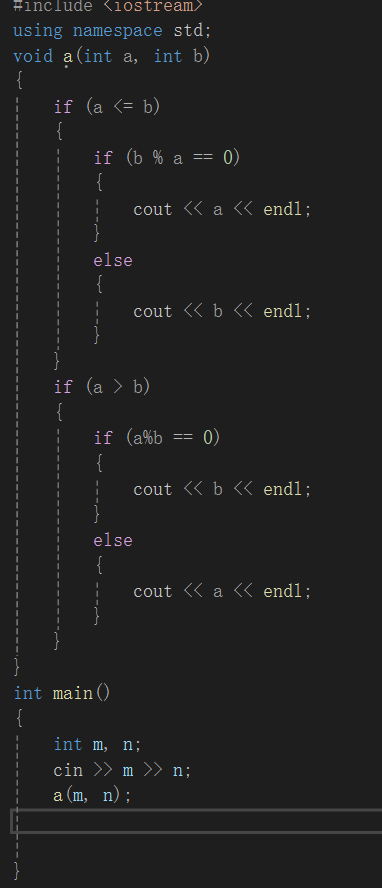 #include <iostream>
using namespace std;
void a(int a, int b)
{
    if (a <= b)
    {
        if (b % a == 0)
        {
            cout << a << endl;
        }
        else
        {
            cout << b << endl;
        }
    }
    if (a > b)
    {
        if (a%b == 0)
        {
            cout << b << endl;
        }
        else
        {
            cout << a << endl;
        }
    }
}
int main()
{
    int m, n;
    cin >> m >> n;
    a(m, n);
}